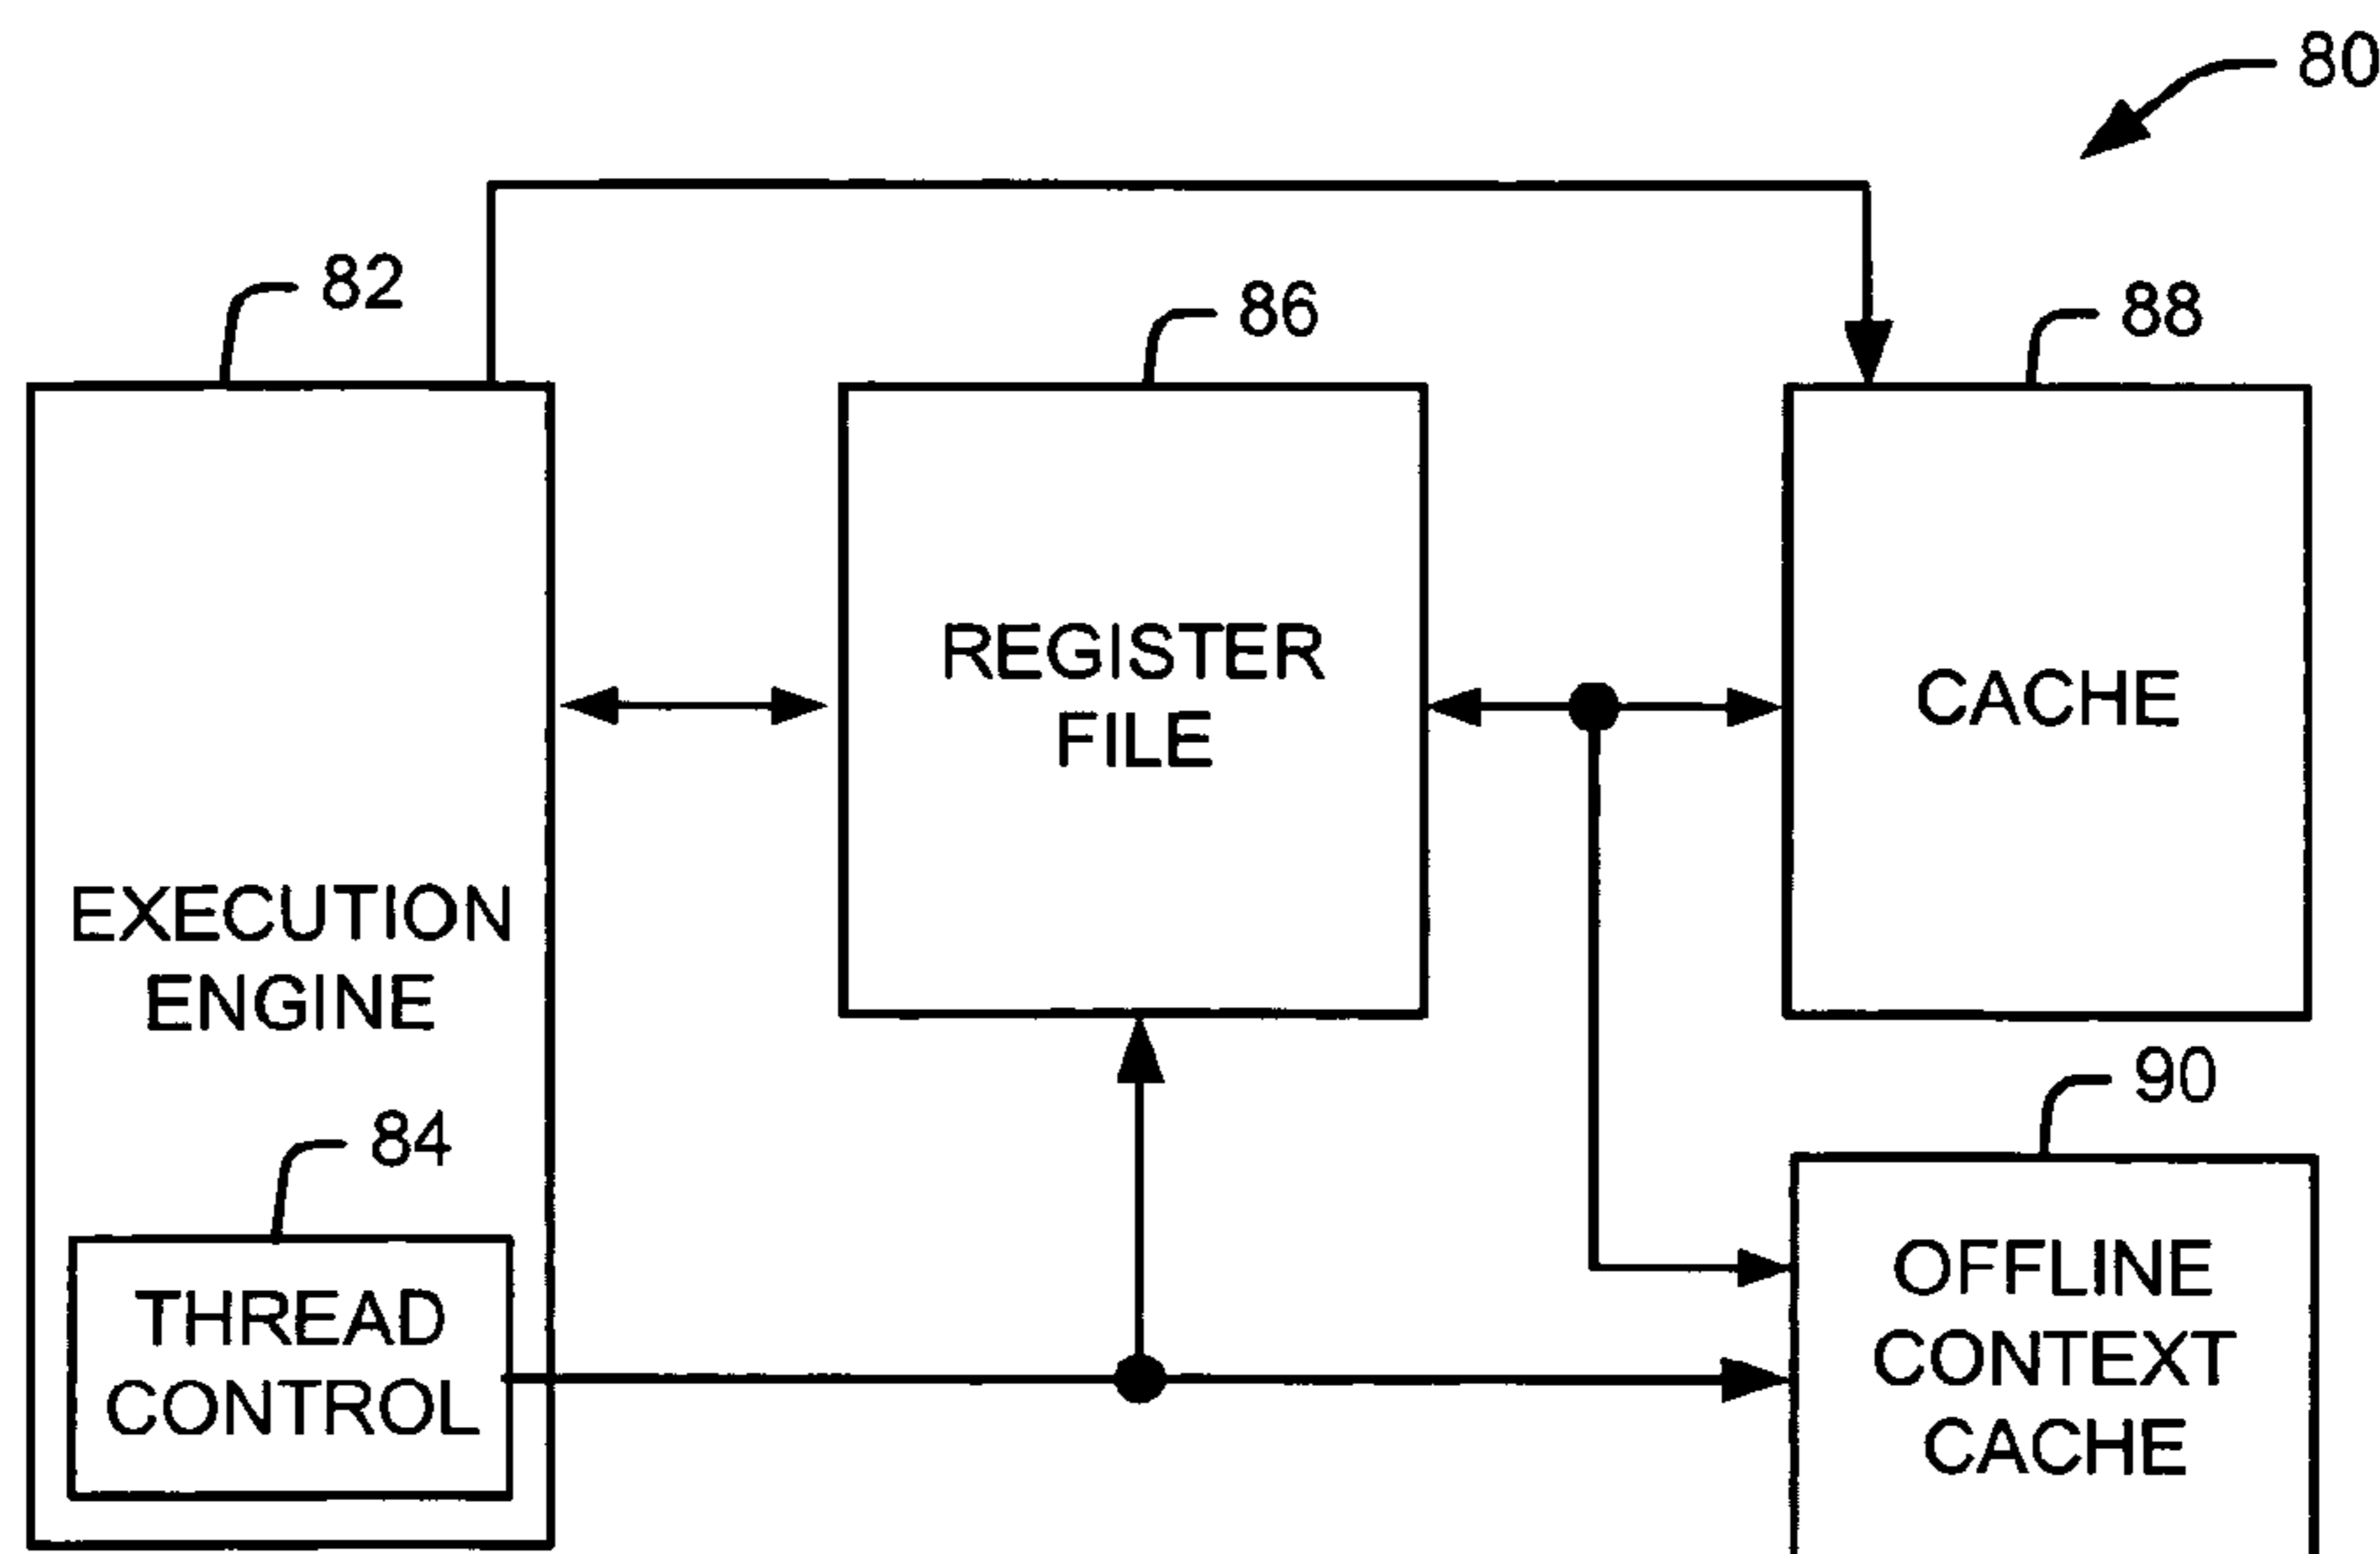 80
82
86
88
REGISTER
FILE
CACHE
EXECUTION
ENGINE
90
84
OFFLINE
CONTEXT
CACHE
THREAD
CONTROL